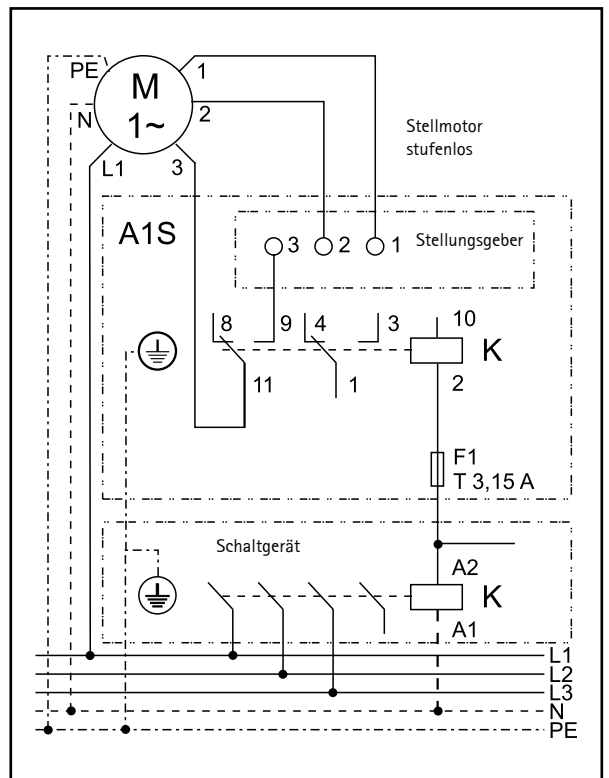 PE
M
1~
1
N
2
L1
3
Stellmotor
stufenlos
A1S
3
2
1
Stellungsgeber
8
9
4
3
10
K
11
1
2
F1
T 3,15 A
Schaltgerät
A2
K
A1
L1
L2
L3
N
PE